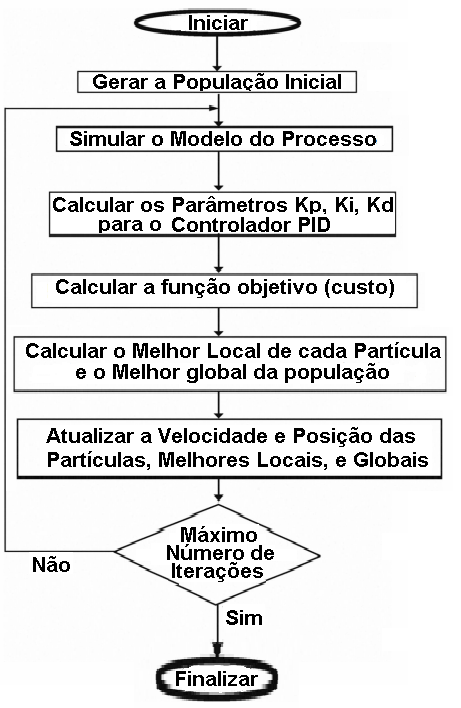 Iniciar
Gerar a População Inicial
Simular o Modelo do Processo
Calcular os Parâmetros Kp, Ki, Kd
para o Controlador PID
Calcular a função objetivo (custo)
Calcular o Melhor Local de cada Partícula
e o Melhor global da população
Atualizar a Velocidade e Posição das
Partículas, Melhores Locais, e Globais
Máximo
Número de
Iterações
Não
Sim
Finalizar